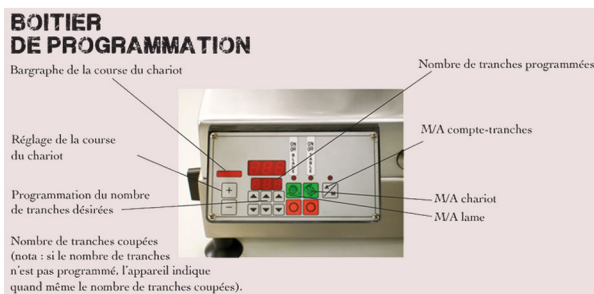 BOITIER
DE PROGRAMMATION
Bargraphe de la course du chariot
Nombre de tranches programmées
Réglage de la course
du chariot
M/A compte-tranches
Programmation du nombre
de tranches désirées
M/A chariot
M/A lame
Nombre de tranches coupées
(nota : si le nombre de tranches
n'est pas programmé, l'appareil indique
quand même le nombre de tranches coupées).